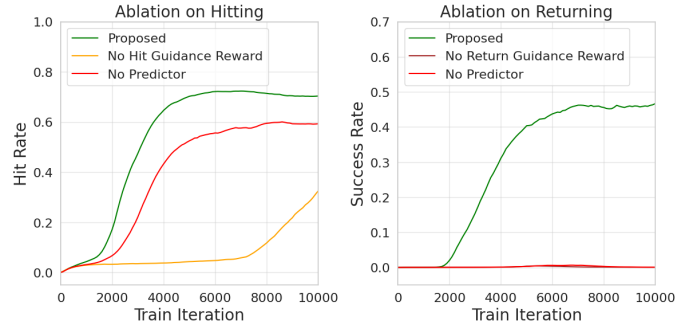 Ablation on Hitting
1.0
0.8
0.6
0.4
0.2
0.0
Hit Rate
Proposed
No Hit Guidance Reward
No Predictor
0
2000
4000
6000
8000
10000
Train Iteration
Ablation on Returning
0.7
0.6
0.5
0.4
0.3
0.2
0.1
0.0
Success Rate
Proposed
No Return Guidance Reward
No Predictor
0
2000
4000
6000
8000
10000
Train Iteration